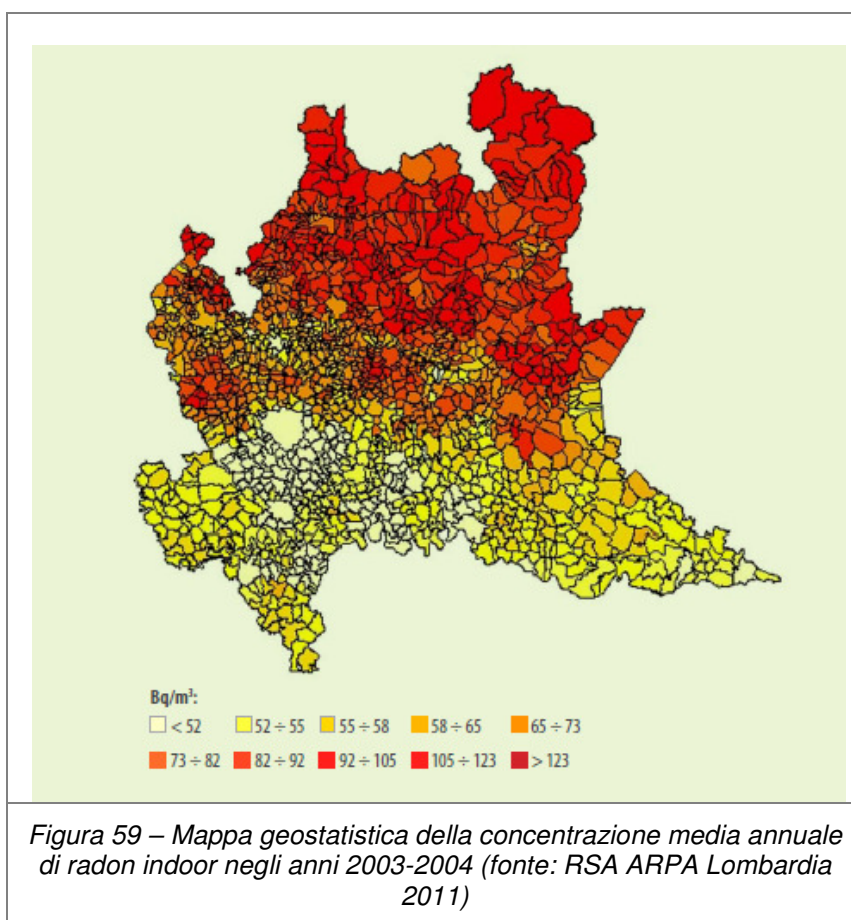 Bq/m³:
< 52 52 ÷ 55 55 ÷ 58 58 ÷ 65 65 ÷ 73
73 ÷ 82 82 ÷ 92 92 ÷ 105 105 ÷ 123 > 123
Figura 59 – Mappa geostatistica della concentrazione media annuale
di radon indoor negli anni 2003-2004 (fonte: RSA ARPA Lombardia
2011)